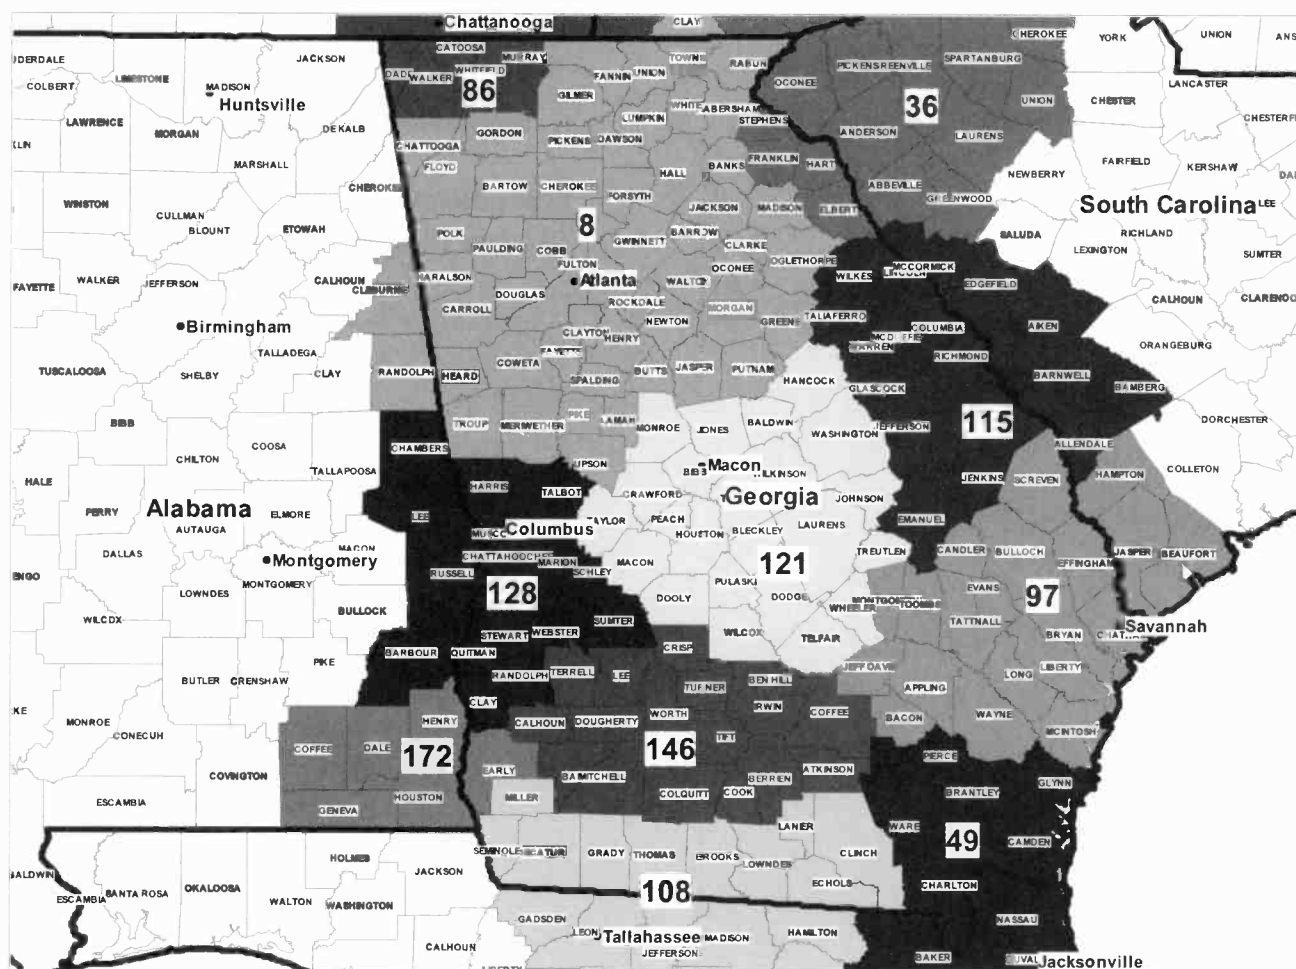 Chattanooga
CLAY
CHEROKEE
YORK
UNION
CATOOSA
MURRAY
WHITFIELD
WALKER
86
JACKSON
LIMESTONE
MADISON
Huntsville
COLBERT
LAWRENCE
MORGAN
DEKALB
MARSHALL
CHEROKEE
WINSTON
CULLMAN
BLOUNT
ETOWAH
WALKER
JEFFERSON
CALHOUN
CLEBURNE
FAYETTE
Birmingham
TALLADEGA
TUSCALOOSA
SHELBY
CLAY
RANDOLPH
BIBB
COOSA
CHILTON
TALLAPOOSA
CHAMBERS
HALE
PERRY
Alabama
AUTAUGA
ELMORE
LEE
DALLAS
Montgomery
MACON
MONTGOMERY
LOWNDES
BULLOCK
RUSSELL
WILCOX
PIKE
BARBOUR
BUTLER
CRENSHAW
MONROE
CONECUH
COFFEE
DALE
HENRY
172
COVINGTON
HOUSTON
GENEVA
ESCAMBIA
FANNIN
UNION
TOWNS
RABUN
GILMER
WHITE
HABERSHAM
STEPHENS
LUMPKIN
GORDON
CHATTOOGA
PICKENS
DAWSON
FLOYD
HALL
BANKS
FRANKLIN
HART
BARTOW
CHEROKEE
FORSYTH
JACKSON
MADISON
ELBERT
8
POLK
PAULDING
COBB
GWINNETT
BARROW
CLARKE
FULTON
OCONEE
OGLETHORPE
HARALSON
Atlanta
WALTON
WILKES
LINCOLN
DOUGLAS
ROCKDALE
CARROLL
NEWTON
MORGAN
GREENE
TALIAFERRO
CLAYTON
HENRY
FAYETTE
COWETA
HEARD
SPALDING
BUTTS
JASPER
PUTNAM
HANCOCK
TROUP
MERIWETHER
PIKE
LAMAR
MONROE
JONES
BALDWIN
WASHINGTON
UPSON
BIBB
Macon
WILKINSON
HARRIS
TALBOT
CRAWFORD
Georgia
JOHNSON
Columbus
TAYLOR
PEACH
HOUSTON
BLECKLEY
LAURENS
CHATTAHOOCHEE
MARION
SCHLEY
MACON
121
TREUTLEN
PULASKI
DODGE
128
DOOLY
WHEELER
MONTGOMERY
TOOMBS
SUMTER
STEWART
WEBSTER
WILCOX
TELFAIR
QUITMAN
CRISP
RANDOLPH
TERRELL
LEE
TURNER
BEN HILL
JEFF DAVIS
CLAY
CALHOUN
DOUGHERTY
WORTH
IRWIN
COFFEE
146
TIFT
EARLY
MITCHELL
BERRIEN
ATKINSON
MILLER
COLQUITT
COOK
LANIER
SEMINOLE
GRADY
THOMAS
BROOKS
LOWNDES
CLINCH
108
ECHOLS
OCONEE
PICKENS
GREENVILLE
SPARTANBURG
36
UNION
ANDERSON
LAURENS
ABBEVILLE
GREENWOOD
LANCASTER
CHESTER
FAIRFIELD
KERSHAW
NEWBERRY
South Carolina
LEE
SALUDA
RICHLAND
LEXINGTON
SUMTER
MCCORMICK
EDGEFIELD
CALHOUN
COLUMBIA
AIKEN
ORANGEBURG
WARREN
RICHMOND
BARNWELL
BAMBERG
GLASCOCK
DORCHESTER
JEFFERSON
115
ALLENDALE
COLLETON
HAMPTON
JENKINS
SCREVEN
EMANUEL
CANDLER
BULLOCH
EFFINGHAM
JASPER
BEAUFORT
EVANS
97
TATTNALL
BRYAN
Savannah
LONG
LIBERTY
APPLING
BACON
WAYNE
MCINTOSH
PIERCE
GLYNN
BRANTLEY
WARE
49
CAMDEN
CHARLTON
NASSAU
BAKER
Jacksonville
SANTA ROSA
OKALOOSA
WALTON
HOLMES
WASHINGTON
JACKSON
ESCAMBIA
CALHOUN
GADSDEN
LEON
Tallahassee
MADISON
HAMILTON
JEFFERSON